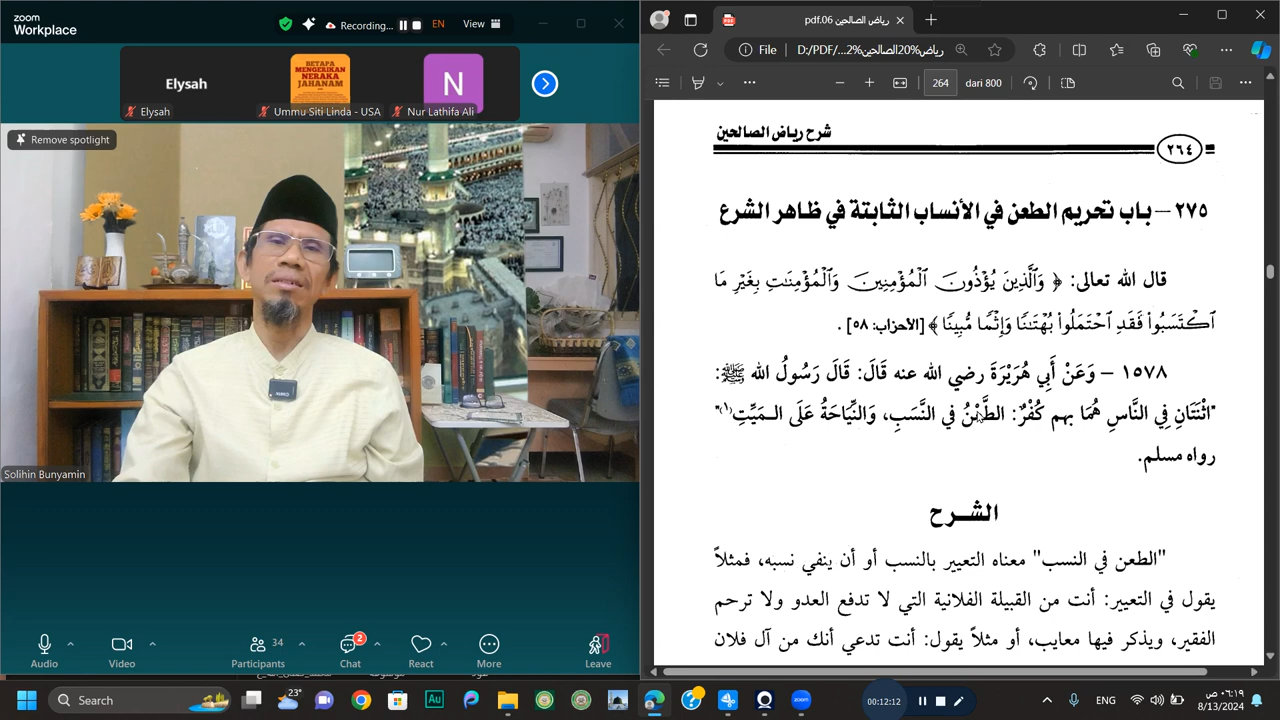 zoom
Workplace
Recording...
EN
View
Elysah
Elysah
BETAPA
MENGERIKAN
NERAKA
JAHANAM
Ummu Siti Linda - USA
N
Nur Lathifa Ali
Remove spotlight
Solihin Bunyamin
Audio
Video
34
Participants
2
Chat
React
More
Leave
رياض الصالحين 06.pdf
File
D:/PDF/رياض%20الصالحين%2...
264
dari 800
شرح رياض الصالحين
٢٦٤
٢٧٥ – باب تحريم الطعن في الأنساب الثابتة في ظاهر الشرع
قال الله تعالى: ﴿ وَٱلَّذِينَ يُؤْذُونَ ٱلْمُؤْمِنِينَ وَٱلْمُؤْمِنَٰتِ بِغَيْرِ مَا
ٱكْتَسَبُوا۟ فَقَدِ ٱحْتَمَلُوا۟ بُهْتَٰنًا وَإِثْمًا مُّبِينًا ﴾ [الأحزاب: ٥٨] .
١٥٧٨ – وَعَنْ أَبِي هُرَيْرَةَ رضي الله عنه قَالَ: قَالَ رَسُولُ الله ﷺ:
"اثْنَتَانِ فِي النَّاسِ هُمَا بهم كُفْرٌ: الطَّعْنُ في النَّسَبِ، وَالنِّيَاحَةُ عَلَى الـمَيِّتِ(١)"
رواه مسلم.
الشــرح
"الطعن في النسب" معناه التعيير بالنسب أو أن ينفي نسبه، فمثلاً
يقول في التعيير: أنت من القبيلة الفلانية التي لا تدفع العدو ولا ترحم
الفقير، ويذكر فيها معايب، أو مثلاً يقول: أنت تدعي أنك من آل فلان
Search
23°
00:12:12
ENG
٠٦:١٩ ص
8/13/2024